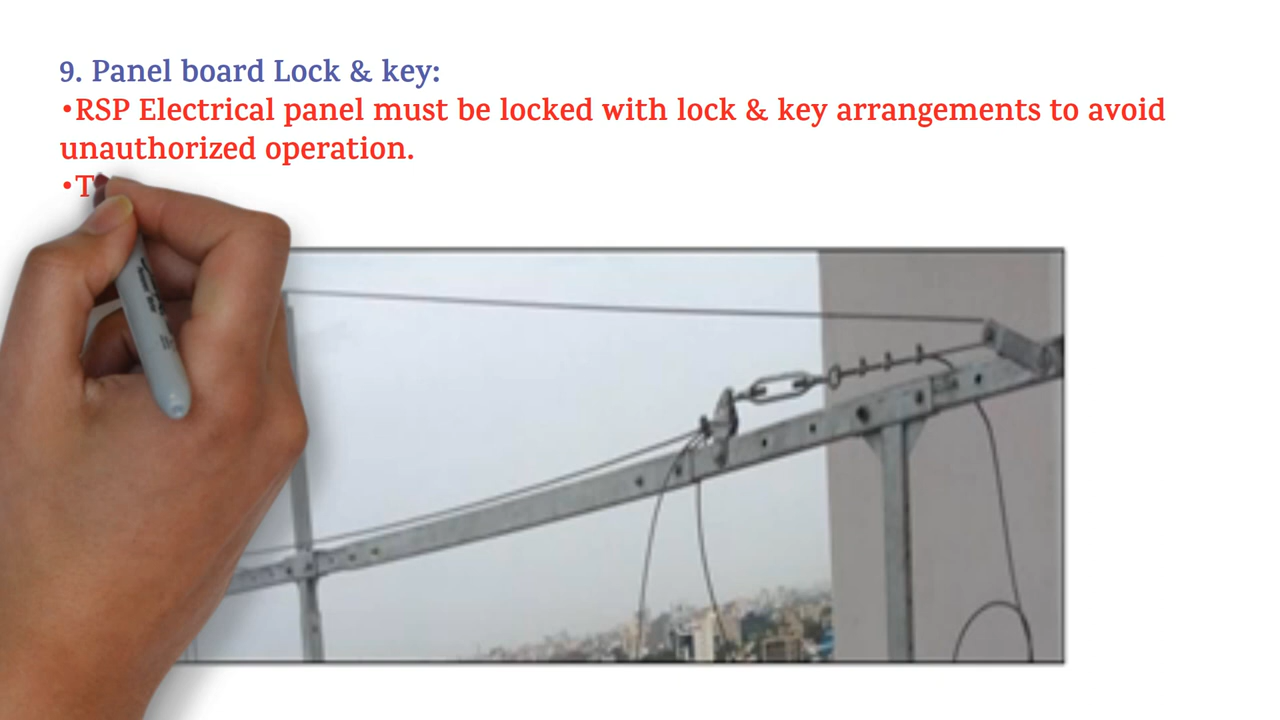 9. Panel board Lock & key:
•RSP Electrical panel must be locked with lock & key arrangements to avoid
unauthorized operation.
•T